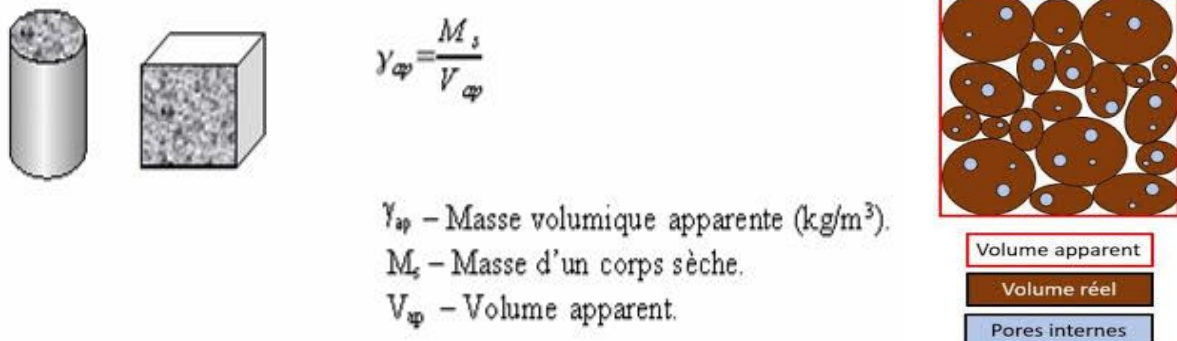 γap = Ms / Vap
γap – Masse volumique apparente (kg/m³).
Ms – Masse d'un corps sèche.
Vap – Volume apparent.
Volume apparent
Volume réel
Pores internes